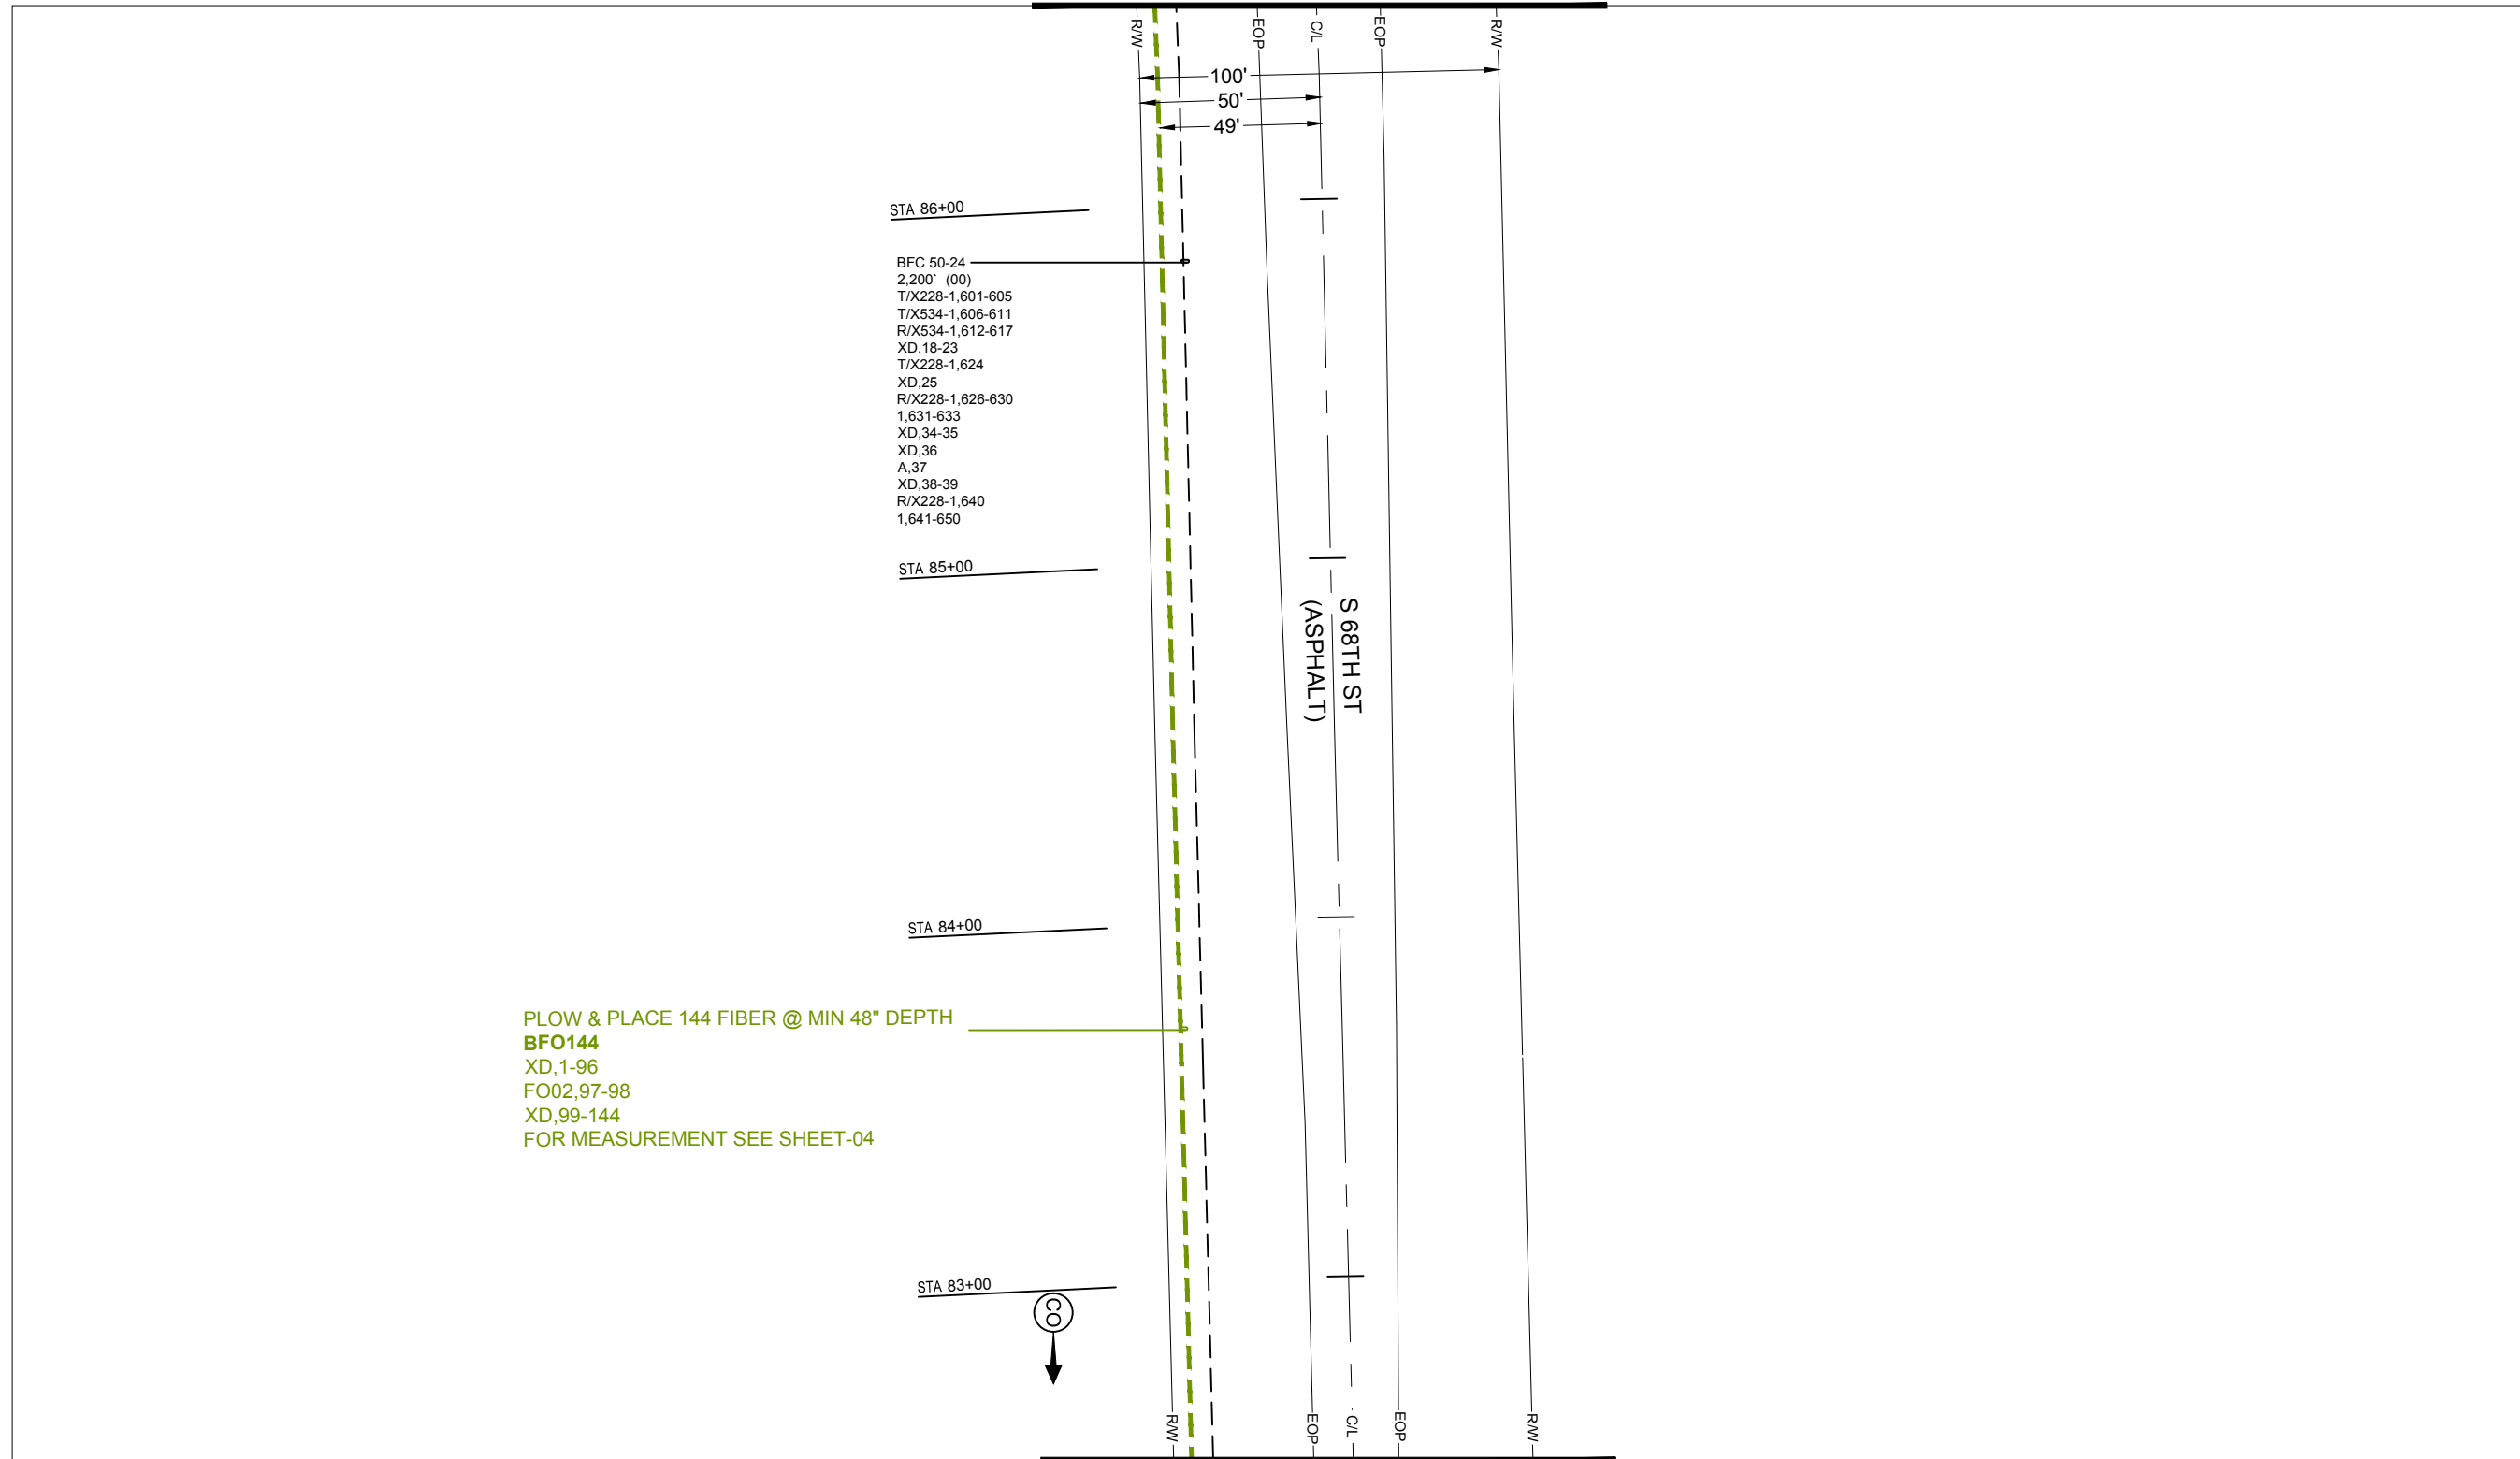 R/W
EOP
C/L
EOP
R/W
100'
50'
49'
STA 86+00
BFC 50-24
2,200` (00)
T/X228-1,601-605
T/X534-1,606-611
R/X534-1,612-617
XD,18-23
T/X228-1,624
XD,25
R/X228-1,626-630
1,631-633
XD,34-35
XD,36
A,37
XD,38-39
R/X228-1,640
1,641-650
STA 85+00
S 68TH ST
(ASPHALT)
STA 84+00
PLOW & PLACE 144 FIBER @ MIN 48" DEPTH
BFO144
XD,1-96
FO02,97-98
XD,99-144
FOR MEASUREMENT SEE SHEET-04
STA 83+00
CO
R/W
EOP
C/L
EOP
R/W